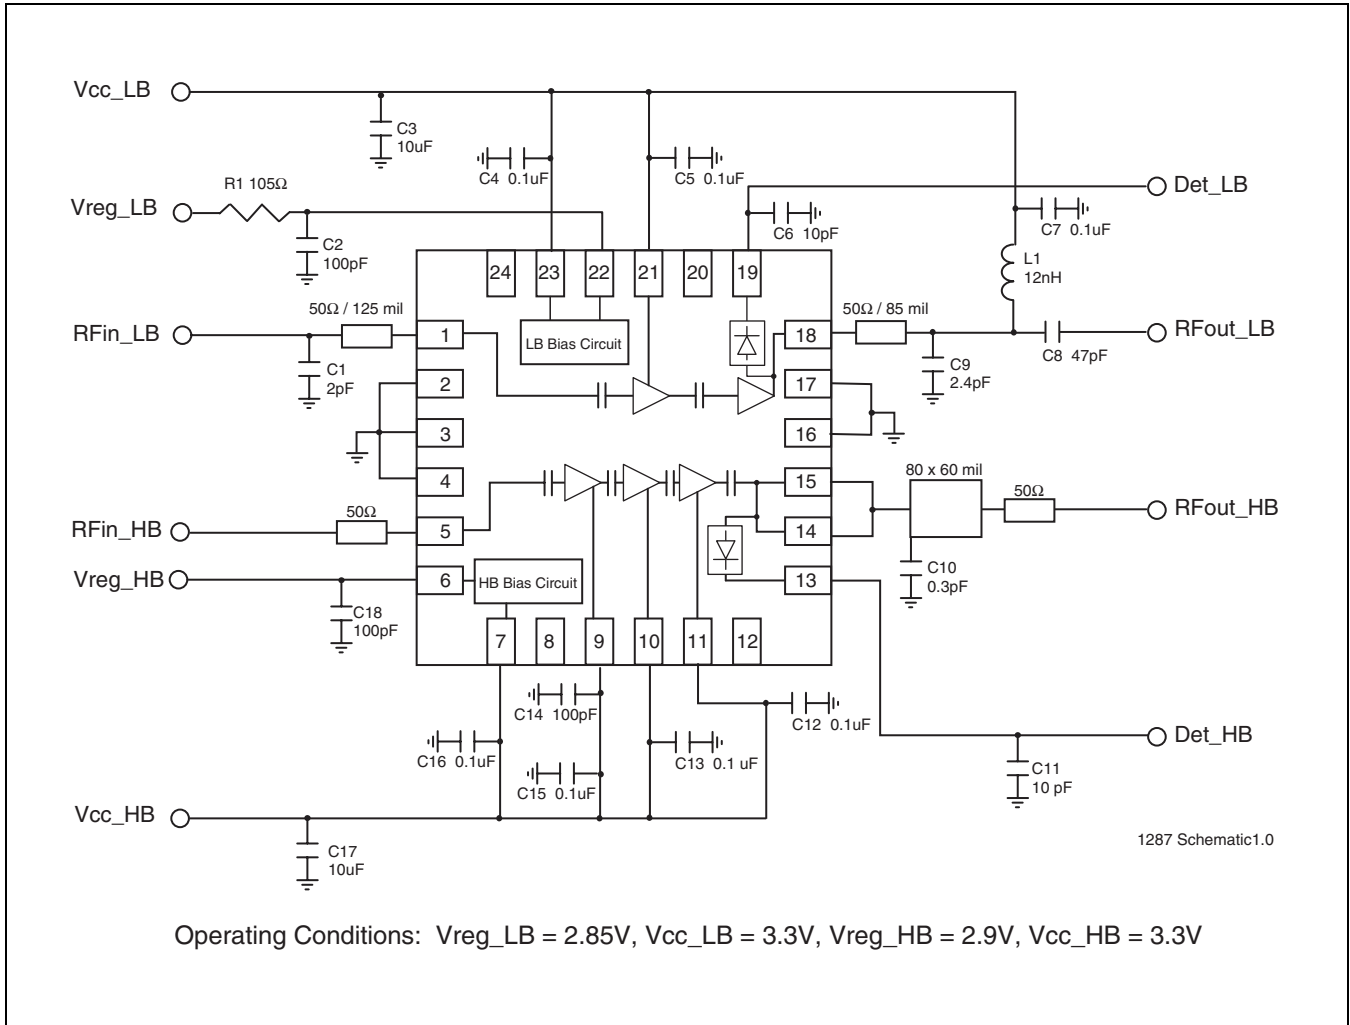 Vcc_LB
C3
10uF
C4 0.1uF
C5 0.1uF
R1 105Ω
Vreg_LB
C2
100pF
Det_LB
C6 10pF
C7 0.1uF
L1
12nH
24
23
22
21
20
19
50Ω / 125 mil
RFin_LB
C1
2pF
1
LB Bias Circuit
18
50Ω / 85 mil
RFout_LB
C8 47pF
C9
2.4pF
2
17
3
16
4
15
80 x 60 mil
50Ω
RFout_HB
50Ω
RFin_HB
5
14
C10
0.3pF
Vreg_HB
6
HB Bias Circuit
13
C18
100pF
7
8
9
10
11
12
C14 100pF
C12 0.1uF
C16 0.1uF
C15 0.1uF
C13 0.1 uF
Det_HB
C11
10 pF
Vcc_HB
C17
10uF
1287 Schematic1.0
Operating Conditions: Vreg_LB = 2.85V, Vcc_LB = 3.3V, Vreg_HB = 2.9V, Vcc_HB = 3.3V